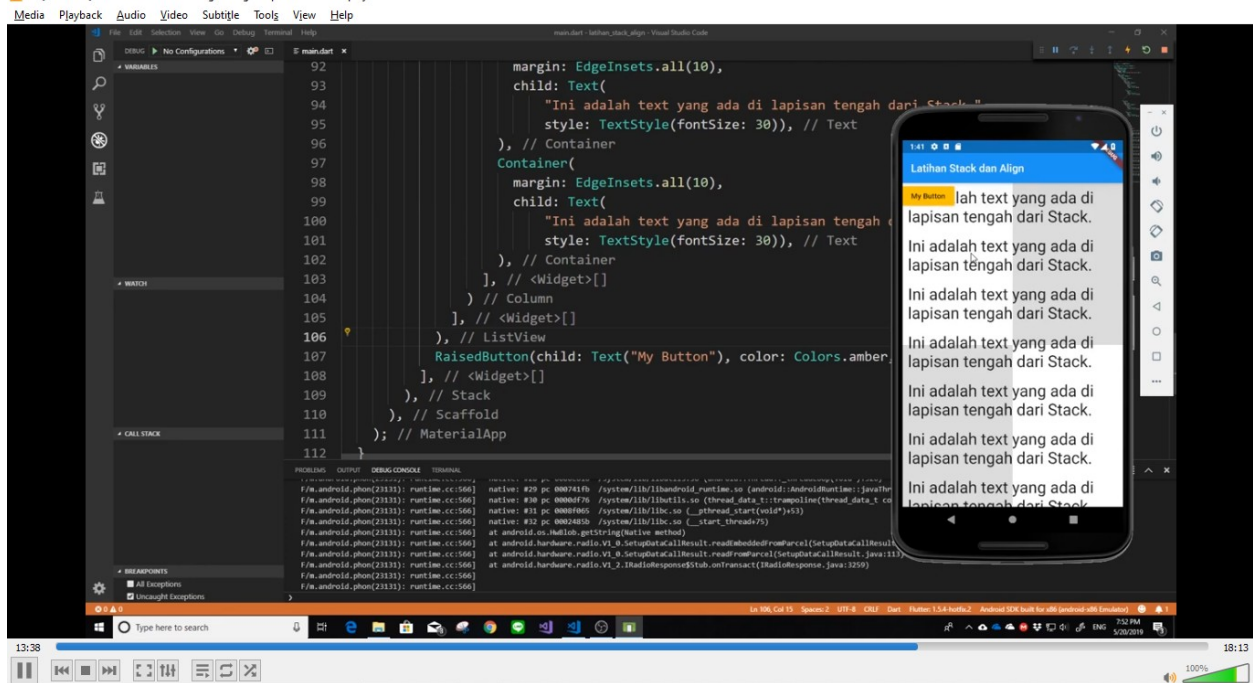 Media Playback Audio Video Subtitle Tools View Help
File Edit Selection View Go Debug Terminal Help
main.dart - latihan_stack_align - Visual Studio Code
DEBUG No Configurations
main.dart ×
VARIABLES
92 margin: EdgeInsets.all(10),
93 child: Text(
94 "Ini adalah text yang ada di lapisan tengah dari Stack."
95 style: TextStyle(fontSize: 30)), // Text
96 ), // Container
97 Container(
98 margin: EdgeInsets.all(10),
99 child: Text(
100 "Ini adalah text yang ada di lapisan tengah
101 style: TextStyle(fontSize: 30)), // Text
102 ), // Container
103 ], // <Widget>[]
104 ) // Column
105 ], // <Widget>[]
106 ), // ListView
107 RaisedButton(child: Text("My Button"), color: Colors.amber,
108 ], // <Widget>[]
109 ), // Stack
110 ), // Scaffold
111 ); // MaterialApp
112 }
WATCH
CALL STACK
BREAKPOINTS
All Exceptions
Uncaught Exceptions
1:41
Latihan Stack dan Align
My Button lah text yang ada di
lapisan tengah dari Stack.
Ini adalah text yang ada di
lapisan tengah dari Stack.
Ini adalah text yang ada di
lapisan tengah dari Stack.
Ini adalah text yang ada di
lapisan tengah dari Stack.
Ini adalah text yang ada di
lapisan tengah dari Stack.
Ini adalah text yang ada di
lapisan tengah dari Stack.
Ini adalah text yang ada di
lapisan tengah dari Stack.
PROBLEMS OUTPUT DEBUG CONSOLE TERMINAL
F/m.android.phon(23131): runtime.cc:566] native: #29 pc 000741fb /system/lib/libandroid_runtime.so (android::AndroidRuntime::javaThr
F/m.android.phon(23131): runtime.cc:566] native: #30 pc 0000df76 /system/lib/libutils.so (thread_data_t::trampoline(thread_data_t co
F/m.android.phon(23131): runtime.cc:566] native: #31 pc 0008f065 /system/lib/libc.so (__pthread_start(void*)+53)
F/m.android.phon(23131): runtime.cc:566] native: #32 pc 0002485b /system/lib/libc.so (__start_thread+75)
F/m.android.phon(23131): runtime.cc:566] at android.os.HwBlob.getString(Native method)
F/m.android.phon(23131): runtime.cc:566] at android.hardware.radio.V1_0.SetupDataCallResult.readEmbeddedFromParcel(SetupDataCallResult
F/m.android.phon(23131): runtime.cc:566] at android.hardware.radio.V1_0.SetupDataCallResult.readFromParcel(SetupDataCallResult.java:113)
F/m.android.phon(23131): runtime.cc:566] at android.hardware.radio.V1_2.IRadioResponse$Stub.onTransact(IRadioResponse.java:3259)
F/m.android.phon(23131): runtime.cc:566]
F/m.android.phon(23131): runtime.cc:566]
0 0 Ln 106, Col 15 Spaces: 2 UTF-8 CRLF Dart Flutter: 1.5.4-hotfix.2 Android SDK built for x86 (android-x86 Emulator) 1
Type here to search
ENG 7:52 PM
5/20/2019
13:38 18:13
100%